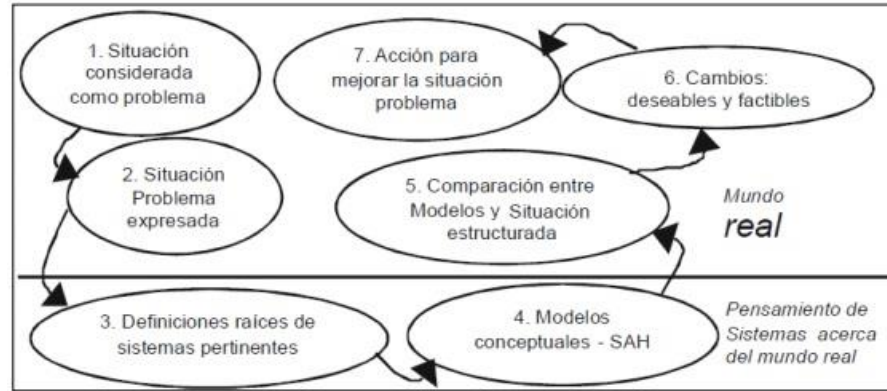 1. Situación
considerada
como problema
7. Acción para
mejorar la situación
problema
6. Cambios:
deseables y factibles
2. Situación
Problema
expresada
5. Comparación entre
Modelos y Situación
estructurada
Mundo
real
3. Definiciones raíces de
sistemas pertinentes
4. Modelos
conceptuales - SAH
Pensamiento de
Sistemas acerca
del mundo real